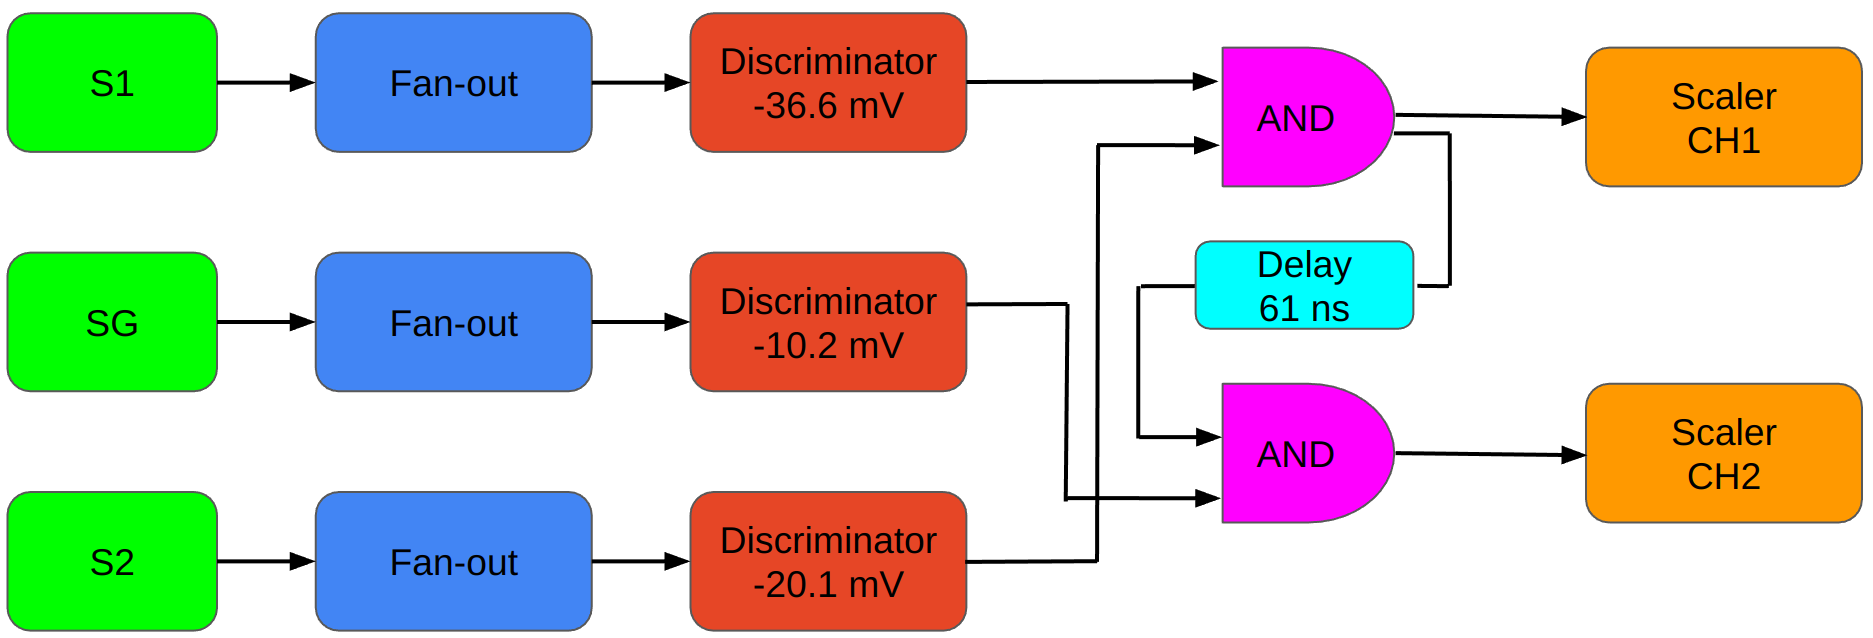 S1
Fan-out
Discriminator
-36.6 mV
AND
Scaler
CH1
SG
Fan-out
Discriminator
-10.2 mV
Delay
61 ns
S2
Fan-out
Discriminator
-20.1 mV
AND
Scaler
CH2